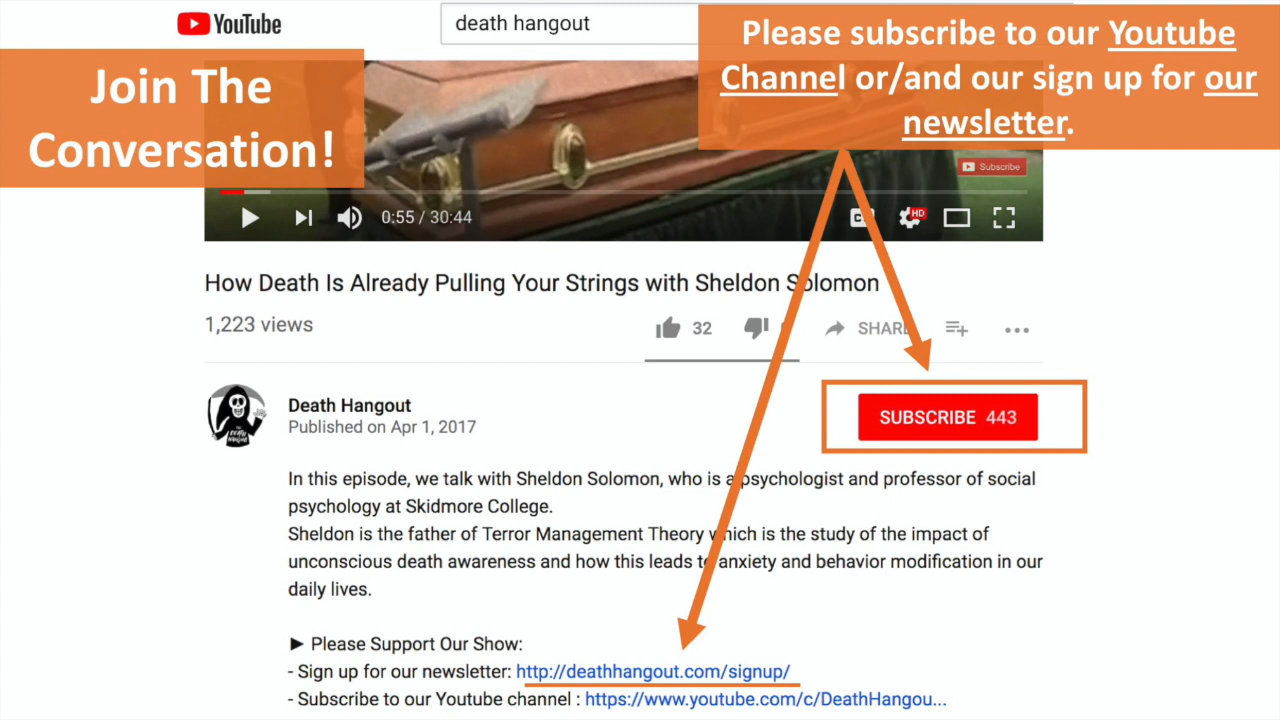 YouTube
death hangout
Join The
Conversation!
Please subscribe to our Youtube
Channel or/and our sign up for our
newsletter.
Subscribe
0:55 / 30:44
HD
How Death Is Already Pulling Your Strings with Sheldon Solomon
1,223 views
32
SHARE
Death Hangout
Published on Apr 1, 2017
SUBSCRIBE 443
In this episode, we talk with Sheldon Solomon, who is a psychologist and professor of social
psychology at Skidmore College.
Sheldon is the father of Terror Management Theory which is the study of the impact of
unconscious death awareness and how this leads to anxiety and behavior modification in our
daily lives.
► Please Support Our Show:
- Sign up for our newsletter: http://deathhangout.com/signup/
- Subscribe to our Youtube channel : https://www.youtube.com/c/DeathHangou...